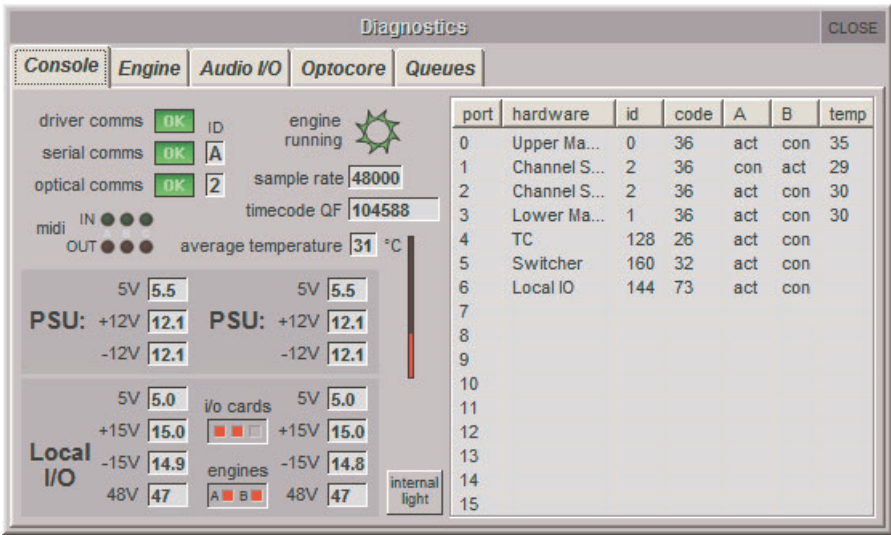 Diagnostics CLOSE
Console Engine Audio I/O Optocore Queues
driver comms OK ID engine running
serial comms OK A
optical comms OK 2 sample rate 48000
midi IN timecode QF 104588
A B C
OUT average temperature 31 °C
5V 5.5 5V 5.5
PSU: +12V 12.1 PSU: +12V 12.1
-12V 12.1 -12V 12.1
5V 5.0 i/o cards 5V 5.0
+15V 15.0 +15V 15.0
Local I/O -15V 14.9 engines -15V 14.8
48V 47 A B 48V 47
internal light
port hardware id code A B temp
0 Upper Ma... 0 36 act con 35
1 Channel S... 2 36 con act 29
2 Channel S... 2 36 act con 30
3 Lower Ma... 1 36 act con 30
4 TC 128 26 act con
5 Switcher 160 32 act con
6 Local IO 144 73 act con
7
8
9
10
11
12
13
14
15